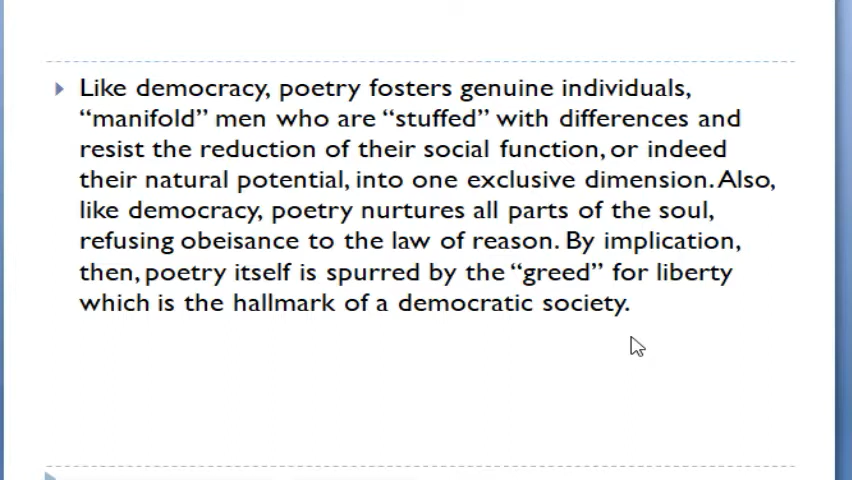 Like democracy, poetry fosters genuine individuals,
“manifold” men who are “stuffed” with differences and
resist the reduction of their social function, or indeed
their natural potential, into one exclusive dimension. Also,
like democracy, poetry nurtures all parts of the soul,
refusing obeisance to the law of reason. By implication,
then, poetry itself is spurred by the “greed” for liberty
which is the hallmark of a democratic society.